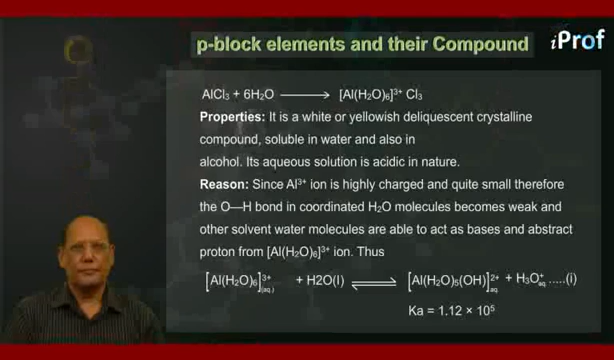 p-block elements and their Compound
iProf
AlCl₃ + 6H₂O ⟶ [Al(H₂O)₆]³⁺ Cl₃
Properties: It is a white or yellowish deliquescent crystalline
compound, soluble in water and also in
alcohol. Its aqueous solution is acidic in nature.
Reason: Since Al³⁺ ion is highly charged and quite small therefore
the O—H bond in coordinated H₂O molecules becomes weak and
other solvent water molecules are able to act as bases and abstract
proton from [Al(H₂O)₆]³⁺ ion. Thus
[Al(H₂O)₆]³⁺(aq.) + H2O(l) ⇌ [Al(H₂O)₅(OH)]²⁺aq + H₃O⁺aq .....(i)
Ka = 1.12 × 10⁵